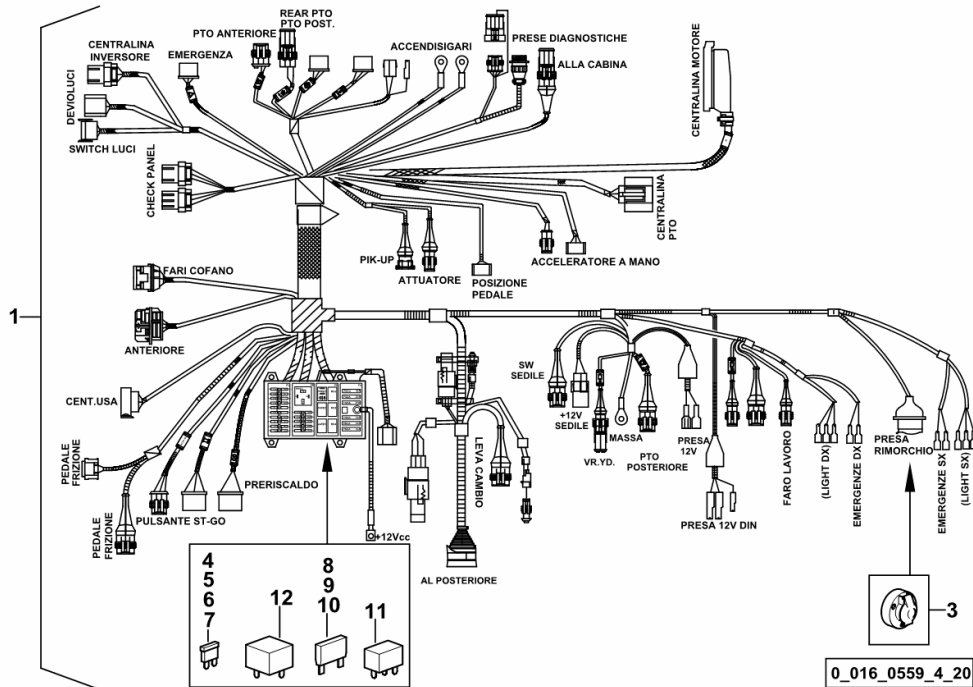 REAR PTO
PTO POST.
PTO ANTERIORE
CENTRALINA
INVERSORE
EMERGENZA
ACCENDISIGARI
PRESE DIAGNOSTICHE
ALLA CABINA
CENTRALINA MOTORE
DEVIOLUCI
SWITCH LUCI
CHECK PANEL
CENTRALINA
PTO
PIK-UP
ATTUATORE
POSIZIONE
PEDALE
ACCELERATORE A MANO
FARI COFANO
1
ANTERIORE
CENT.USA
SW
SEDILE
+12V
SEDILE
VR.YD.
MASSA
PTO
POSTERIORE
PRESA
12V
PRESA 12V DIN
FARO LAVORO
(LIGHT DX)
EMERGENZE DX
PRESA
RIMORCHIO
EMERGENZE SX
(LIGHT SX)
PEDALE
FRIZIONE
PEDALE
FRIZIONE
PULSANTE ST-GO
PRERISCALDO
+12Vcc
LEVA CAMBIO
AL POSTERIORE
4
5
6
7
12
8
9
10
11
3
0_016_0559_4_20